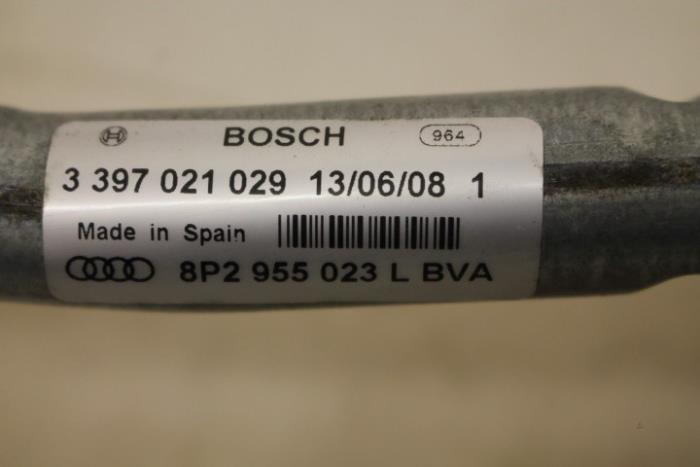 BOSCH 964
3 397 021 029 13/06/08 1
Made in Spain
8P2 955 023 L BVA